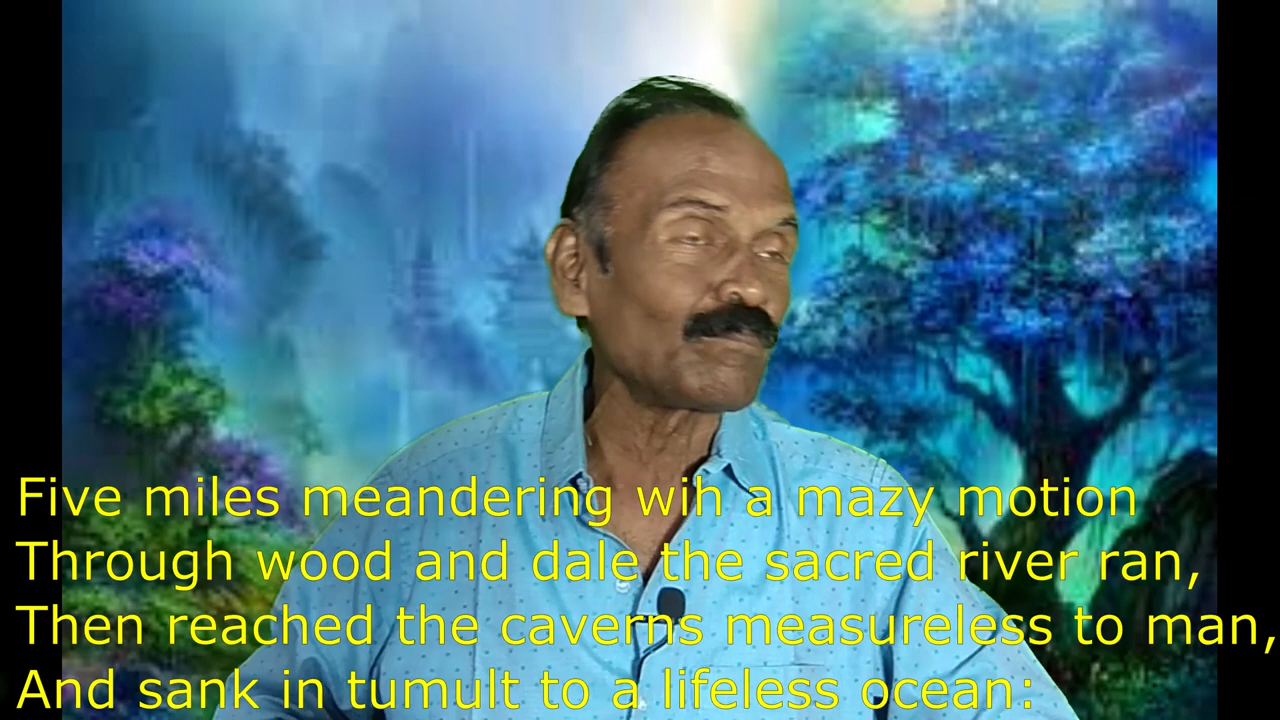 Five miles meandering wih a mazy motion
Through wood and dale the sacred river ran,
Then reached the caverns measureless to man,
And sank in tumult to a lifeless ocean: